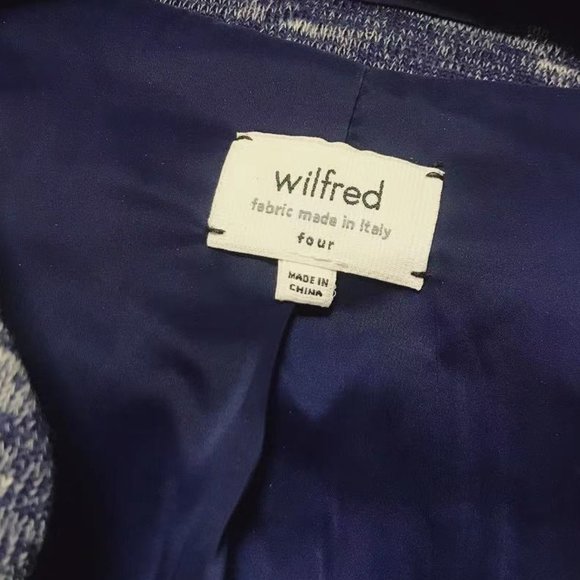 wilfred
fabric made in Italy
four
MADE IN
CHINA